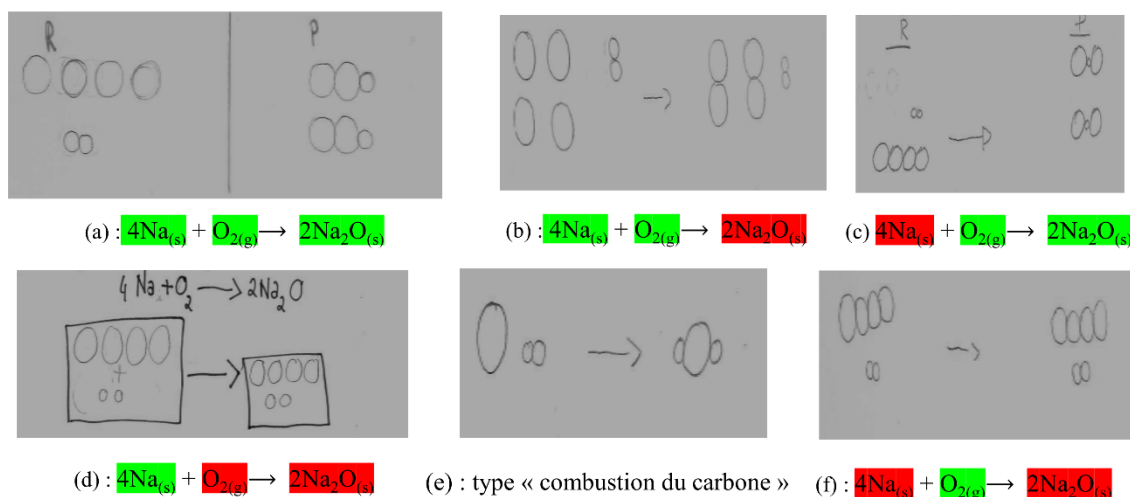 R P
R P
(a) : 4Na(s) + O2(g) → 2Na2O(s)
(b) : 4Na(s) + O2(g) → 2Na2O(s)
(c) 4Na(s) + O2(g) → 2Na2O(s)
4 Na + O2 → 2Na2O
+
(d) : 4Na(s) + O2(g) → 2Na2O(s)
(e) : type « combustion du carbone »
(f) : 4Na(s) + O2(g) → 2Na2O(s)